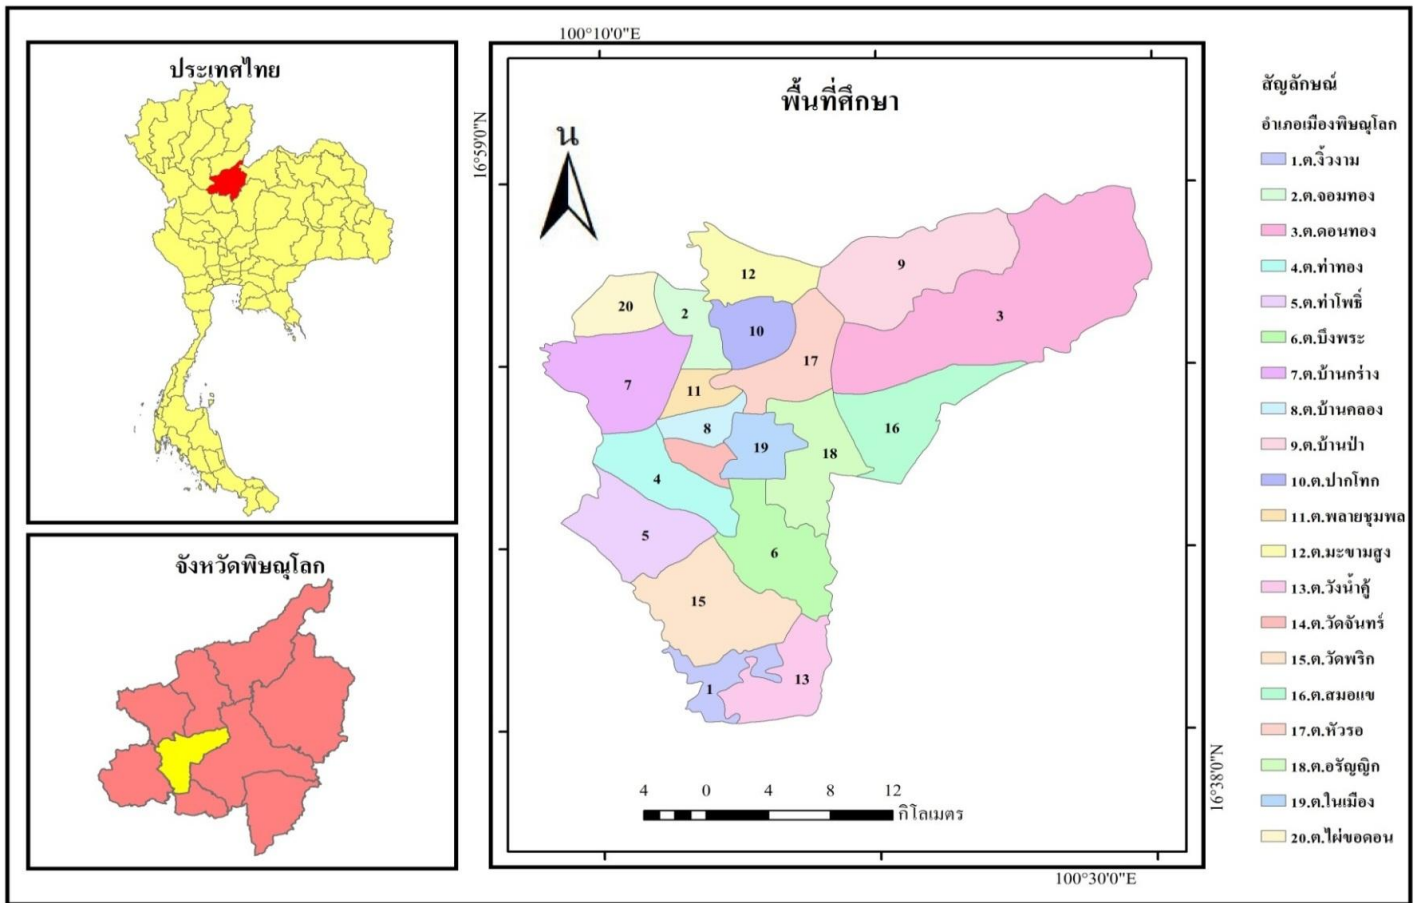 ประเทศไทย
จังหวัดพิษณุโลก
100°10'0"E
16°59'0"N
พื้นที่ศึกษา
น
12
9
20
2
10
3
17
7
11
8
16
19
18
4
5
6
15
13
1
4 0 4 8 12
กิโลเมตร
16°38'0"N
100°30'0"E
สัญลักษณ์
อำเภอเมืองพิษณุโลก
1.ต.งิ้วงาม
2.ต.จอมทอง
3.ต.ดอนทอง
4.ต.ท่าทอง
5.ต.ท่าโพธิ์
6.ต.บึงพระ
7.ต.บ้านกร่าง
8.ต.บ้านคลอง
9.ต.บ้านป่า
10.ต.ปากโทก
11.ต.พลายชุมพล
12.ต.มะขามสูง
13.ต.วังน้ำคู้
14.ต.วัดจันทร์
15.ต.วัดพริก
16.ต.สมอแข
17.ต.หัวรอ
18.ต.อรัญญิก
19.ต.ในเมือง
20.ต.ไผ่ขอดอน